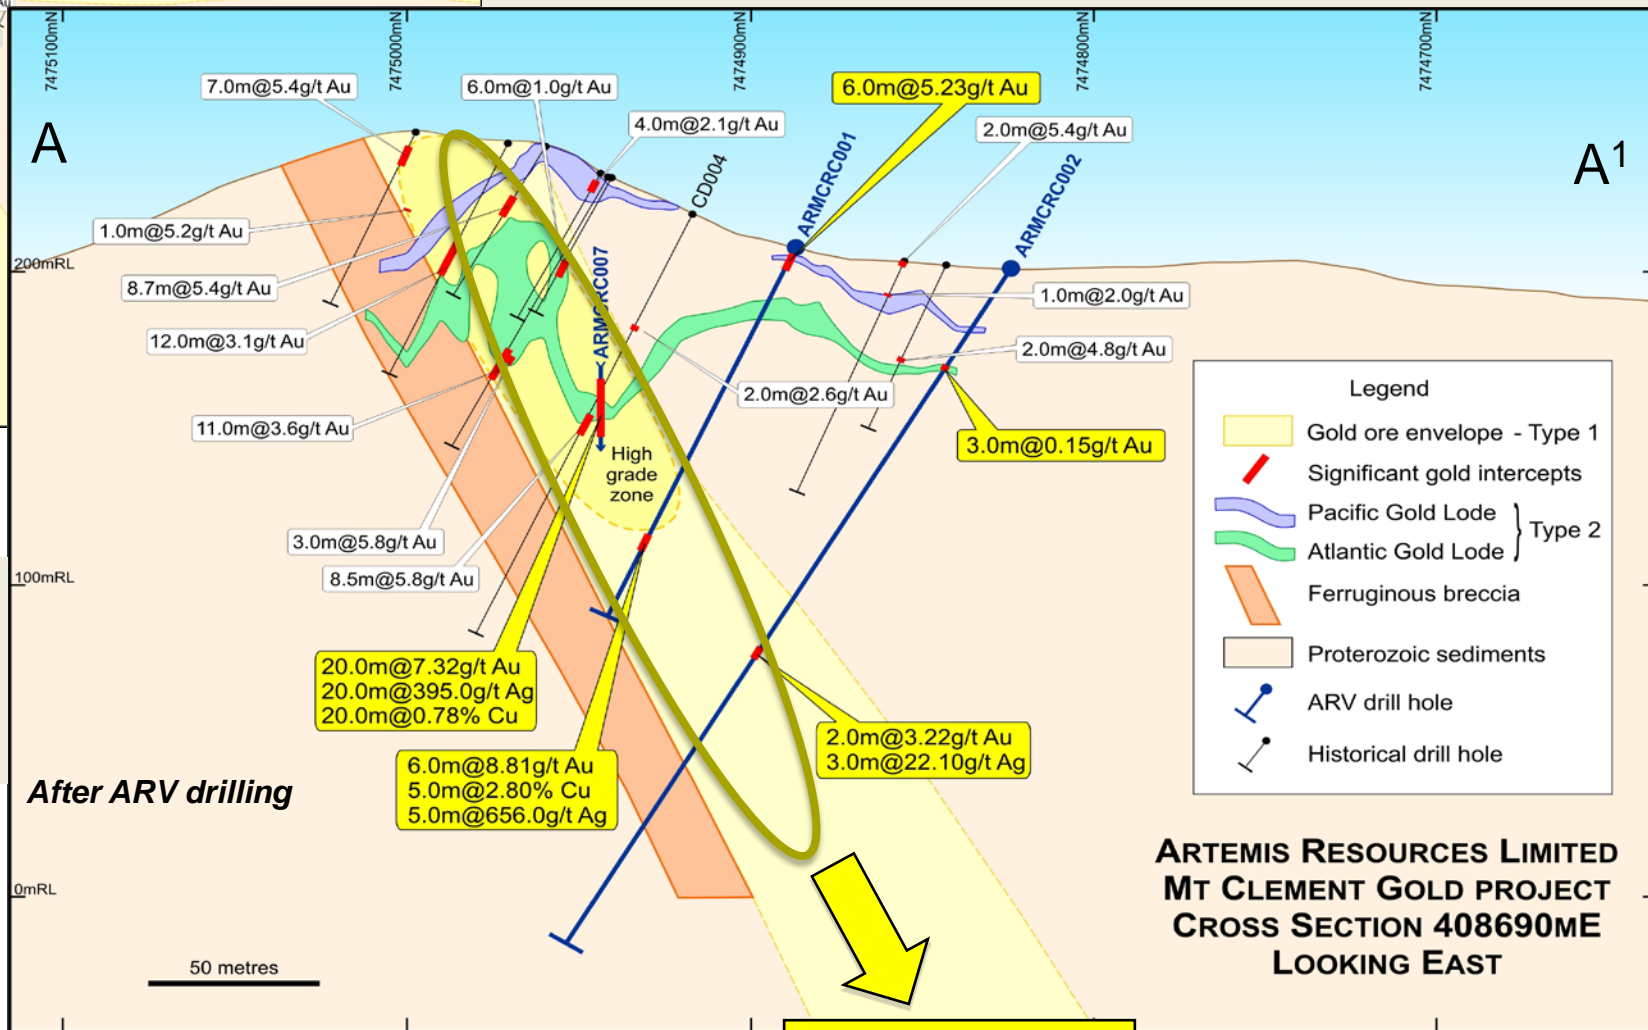 7475100mN
7475000mN
7474900mN
7474800mN
7474700mN
A
A1
7.0m@5.4g/t Au
6.0m@1.0g/t Au
4.0m@2.1g/t Au
6.0m@5.23g/t Au
2.0m@5.4g/t Au
CD004
ARMCRC001
ARMCRC002
1.0m@5.2g/t Au
200mRL
8.7m@5.4g/t Au
ARMCRC007
1.0m@2.0g/t Au
12.0m@3.1g/t Au
2.0m@4.8g/t Au
2.0m@2.6g/t Au
11.0m@3.6g/t Au
3.0m@0.15g/t Au
High
grade
zone
3.0m@5.8g/t Au
8.5m@5.8g/t Au
100mRL
20.0m@7.32g/t Au
20.0m@395.0g/t Ag
20.0m@0.78% Cu
6.0m@8.81g/t Au
5.0m@2.80% Cu
5.0m@656.0g/t Ag
2.0m@3.22g/t Au
3.0m@22.10g/t Ag
After ARV drilling
0mRL
50 metres
Legend
Gold ore envelope - Type 1
Significant gold intercepts
Pacific Gold Lode
Atlantic Gold Lode
Type 2
Ferruginous breccia
Proterozoic sediments
ARV drill hole
Historical drill hole
ARTEMIS RESOURCES LIMITED
MT CLEMENT GOLD PROJECT
CROSS SECTION 408690ME
LOOKING EAST